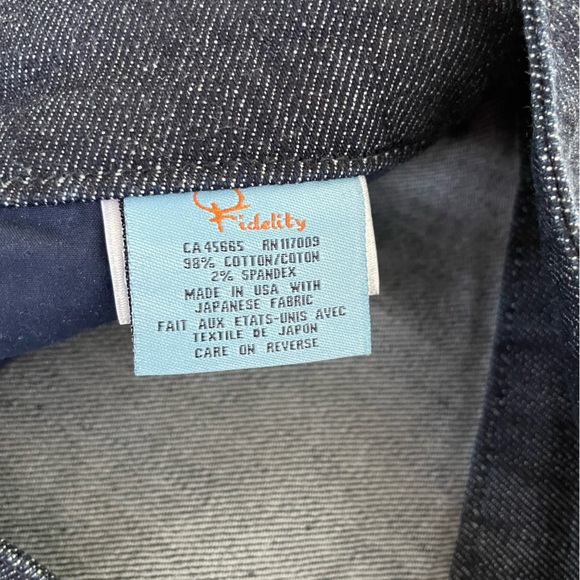 Fidelity
CA 45665 RN 117009
98% COTTON/COTON
2% SPANDEX
MADE IN USA WITH
JAPANESE FABRIC
FAIT AUX ETATS-UNIS AVEC
TEXTILE DE JAPON
CARE ON REVERSE